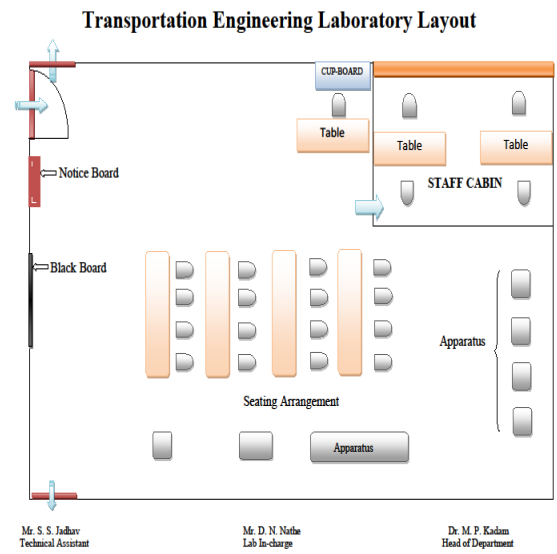 Transportation Engineering Laboratory Layout
CUP-BOARD
Table
Table
Table
Notice Board
STAFF CABIN
Black Board
Apparatus
Seating Arrangement
Apparatus
Mr. S. S. Jadhav
Technical Assistant
Mr. D. N. Nathe
Lab In-charge
Dr. M. P. Kadam
Head of Department